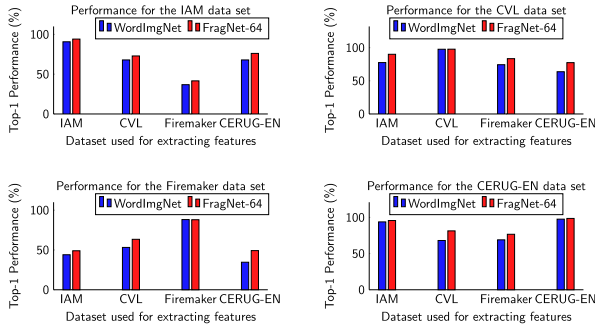 Performance for the IAM data set
WordImgNet FragNet-64
Top-1 Performance (%)
100
50
0
IAM CVL Firemaker CERUG-EN
Dataset used for extracting features
Performance for the CVL data set
WordImgNet FragNet-64
Top-1 Performance (%)
100
50
0
IAM CVL Firemaker CERUG-EN
Dataset used for extracting features
Performance for the Firemaker data set
WordImgNet FragNet-64
Top-1 Performance (%)
100
50
0
IAM CVL Firemaker CERUG-EN
Dataset used for extracting features
Performance for the CERUG-EN data set
WordImgNet FragNet-64
Top-1 Performance (%)
100
50
0
IAM CVL Firemaker CERUG-EN
Dataset used for extracting features